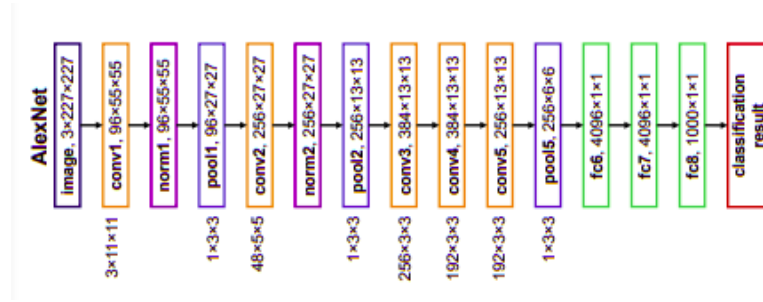 AlexNet
image, 3×227×227
conv1, 96×55×55
3×11×11
norm1, 96×55×55
pool1, 96×27×27
1×3×3
conv2, 256×27×27
48×5×5
norm2, 256×27×27
pool2, 256×13×13
1×3×3
conv3, 384×13×13
256×3×3
conv4, 384×13×13
192×3×3
conv5, 256×13×13
192×3×3
pool5, 256×6×6
1×3×3
fc6, 4096×1×1
fc7, 4096×1×1
fc8, 1000×1×1
classification
result